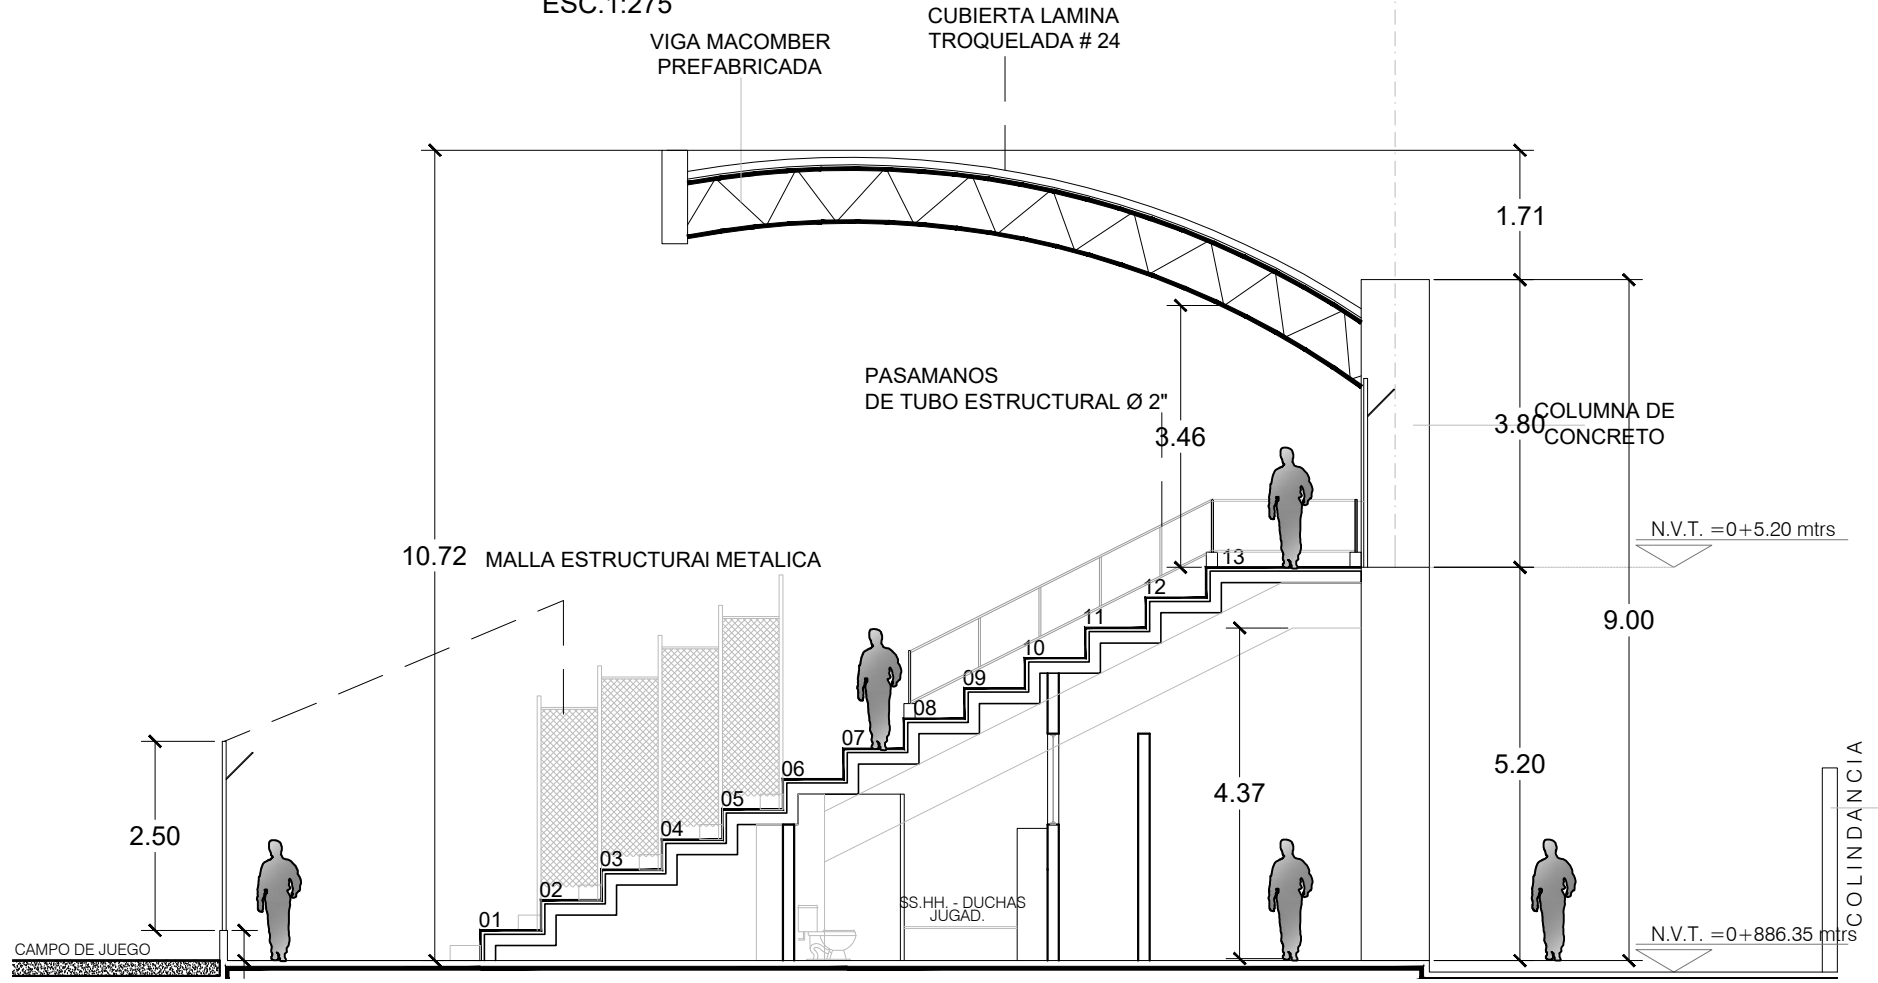 ESC.1:275
CUBIERTA LAMINA
TROQUELADA # 24
VIGA MACOMBER
PREFABRICADA
1.71
PASAMANOS
DE TUBO ESTRUCTURAL Ø 2"
3.46
3.80
COLUMNA DE
CONCRETO
N.V.T. =0+5.20 mtrs
10.72
MALLA ESTRUCTURAl METALICA
13
12
11
10
09
08
07
06
05
04
03
02
01
9.00
5.20
4.37
2.50
SS.HH. - DUCHAS
JUGAD.
CAMPO DE JUEGO
N.V.T. =0+886.35 mtrs
COLINDANCIA